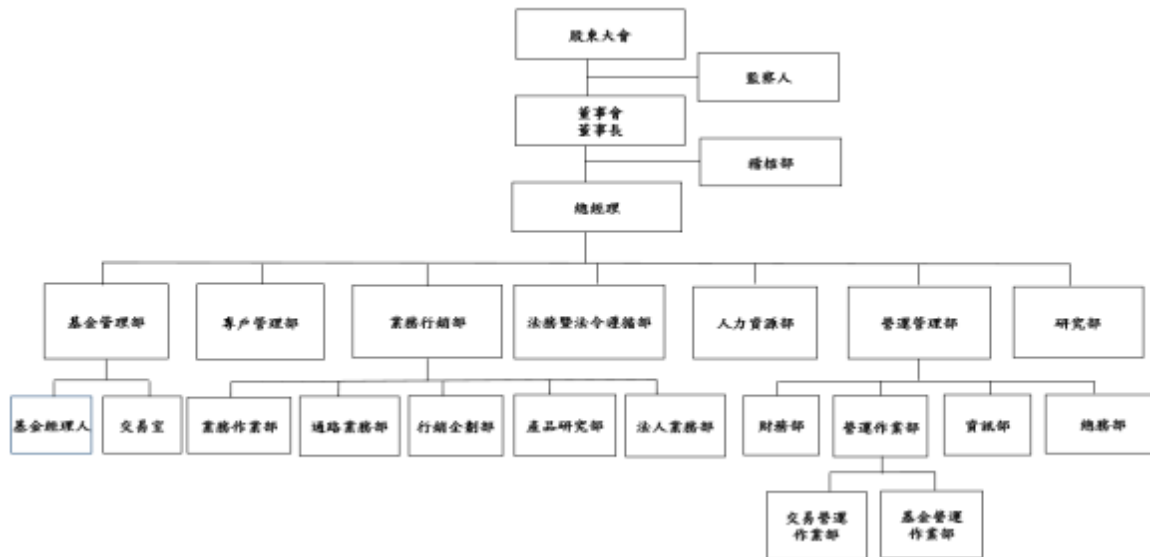 股東大會
監察人
董事會
董事長
稽核部
總經理
基金管理部
專戶管理部
業務行銷部
法務暨法令遵循部
人力資源部
營運管理部
研究部
基金經理人
交易室
業務作業部
通路業務部
行銷企劃部
產品研究部
法人業務部
財務部
營運作業部
資訊部
總務部
交易營運
作業部
基金營運
作業部